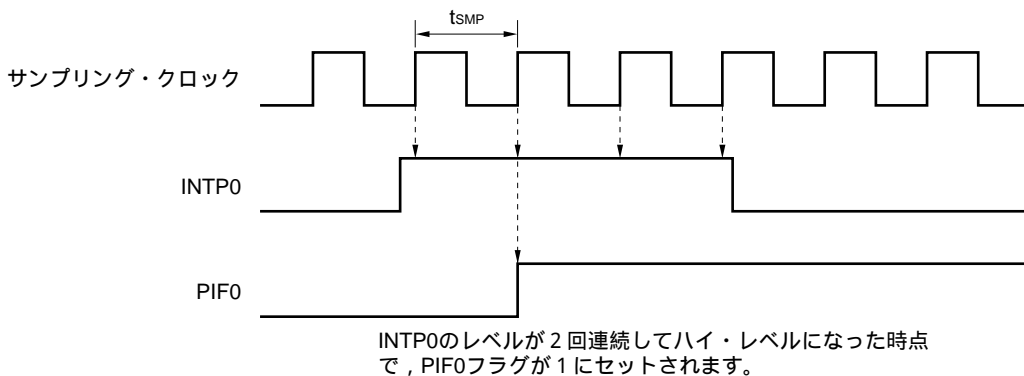 tSMP
サンプリング・クロック
INTP0
PIF0
INTP0のレベルが2回連続してハイ・レベルになった時点
で，PIF0フラグが1にセットされます。